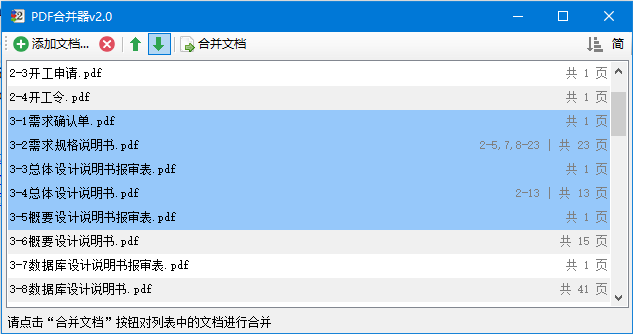 PDF合并器v2.0
添加文档... 合并文档 简
2-3开工申请.pdf 共 1 页
2-4开工令.pdf 共 1 页
3-1需求确认单.pdf 共 1 页
3-2需求规格说明书.pdf 2-5,7,8-23 | 共 23 页
3-3总体设计说明书报审表.pdf 共 1 页
3-4总体设计说明书.pdf 2-13 | 共 13 页
3-5概要设计说明书报审表.pdf 共 1 页
3-6概要设计说明书.pdf 共 15 页
3-7数据库设计说明书报审表.pdf 共 1 页
3-8数据库设计说明书.pdf 共 41 页
请点击“合并文档”按钮对列表中的文档进行合并